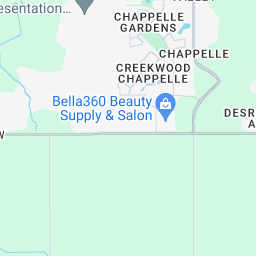 esentation...
CHAPPELLE
GARDENS
CHAPPELLE
CREEKWOOD
CHAPPELLE
Bella360 Beauty
Supply & Salon
DESR
A
W